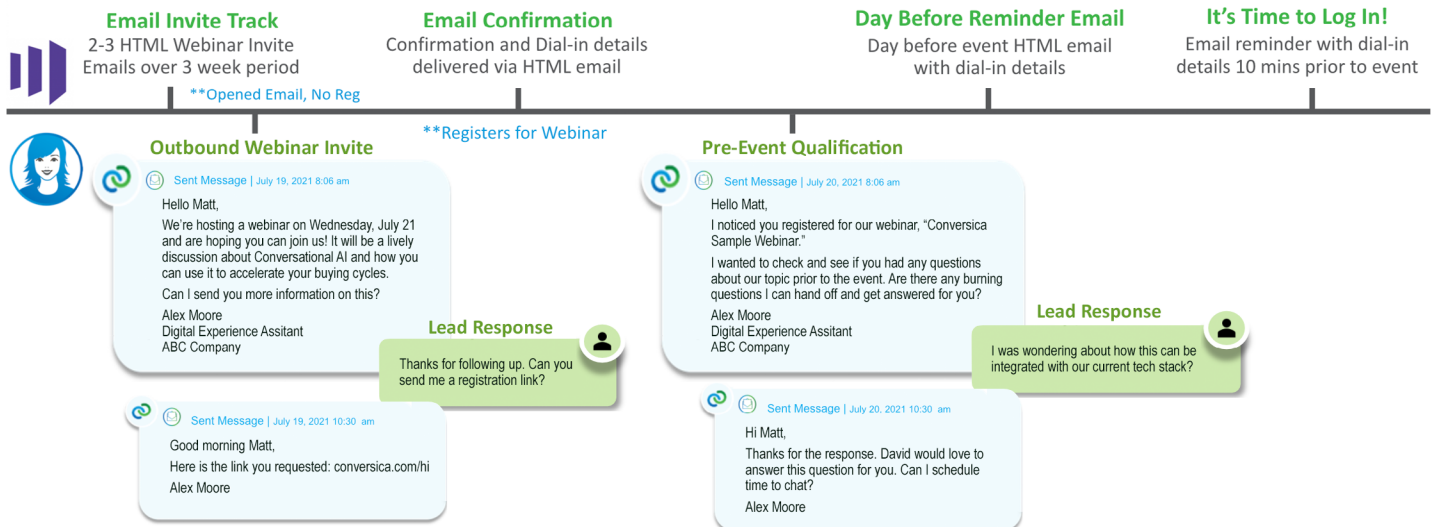 Email Invite Track
2-3 HTML Webinar Invite
Emails over 3 week period
**Opened Email, No Reg
Email Confirmation
Confirmation and Dial-in details
delivered via HTML email
Day Before Reminder Email
Day before event HTML email
with dial-in details
It's Time to Log In!
Email reminder with dial-in
details 10 mins prior to event
**Registers for Webinar
Outbound Webinar Invite
Sent Message | July 19, 2021 8:06 am
Hello Matt,
We're hosting a webinar on Wednesday, July 21
and are hoping you can join us! It will be a lively
discussion about Conversational AI and how you
can use it to accelerate your buying cycles.
Can I send you more information on this?
Alex Moore
Digital Experience Assitant
ABC Company
Lead Response
Thanks for following up. Can you
send me a registration link?
Sent Message | July 19, 2021 10:30 am
Good morning Matt,
Here is the link you requested: conversica.com/hi
Alex Moore
Pre-Event Qualification
Sent Message | July 20, 2021 8:06 am
Hello Matt,
I noticed you registered for our webinar, “Conversica
Sample Webinar.”
I wanted to check and see if you had any questions
about our topic prior to the event. Are there any burning
questions I can hand off and get answered for you?
Alex Moore
Digital Experience Assitant
ABC Company
Lead Response
I was wondering about how this can be
integrated with our current tech stack?
Sent Message | July 20, 2021 10:30 am
Hi Matt,
Thanks for the response. David would love to
answer this question for you. Can I schedule
time to chat?
Alex Moore